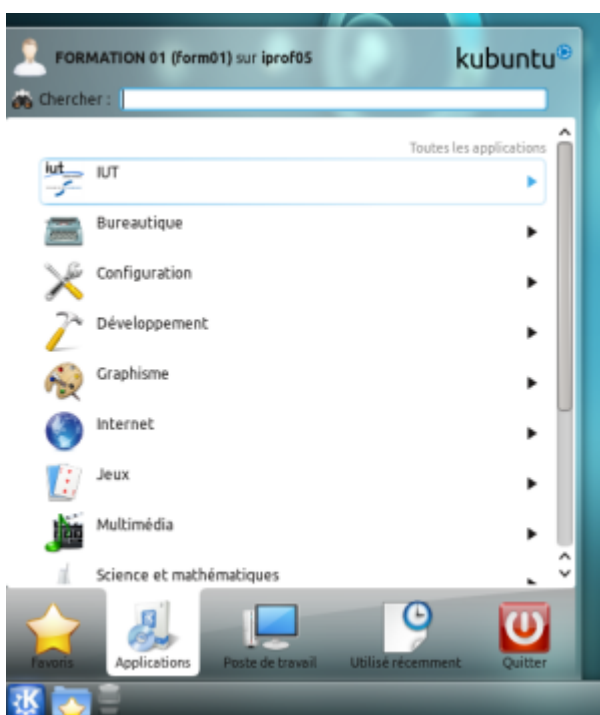 FORMATION 01 (form01) sur iprof05
kubuntu
Chercher :
Toutes les applications
iut
IUT
Bureautique
Configuration
Développement
Graphisme
Internet
Jeux
Multimédia
Science et mathématiques
Favoris
Applications
Poste de travail
Utilisé récemment
Quitter